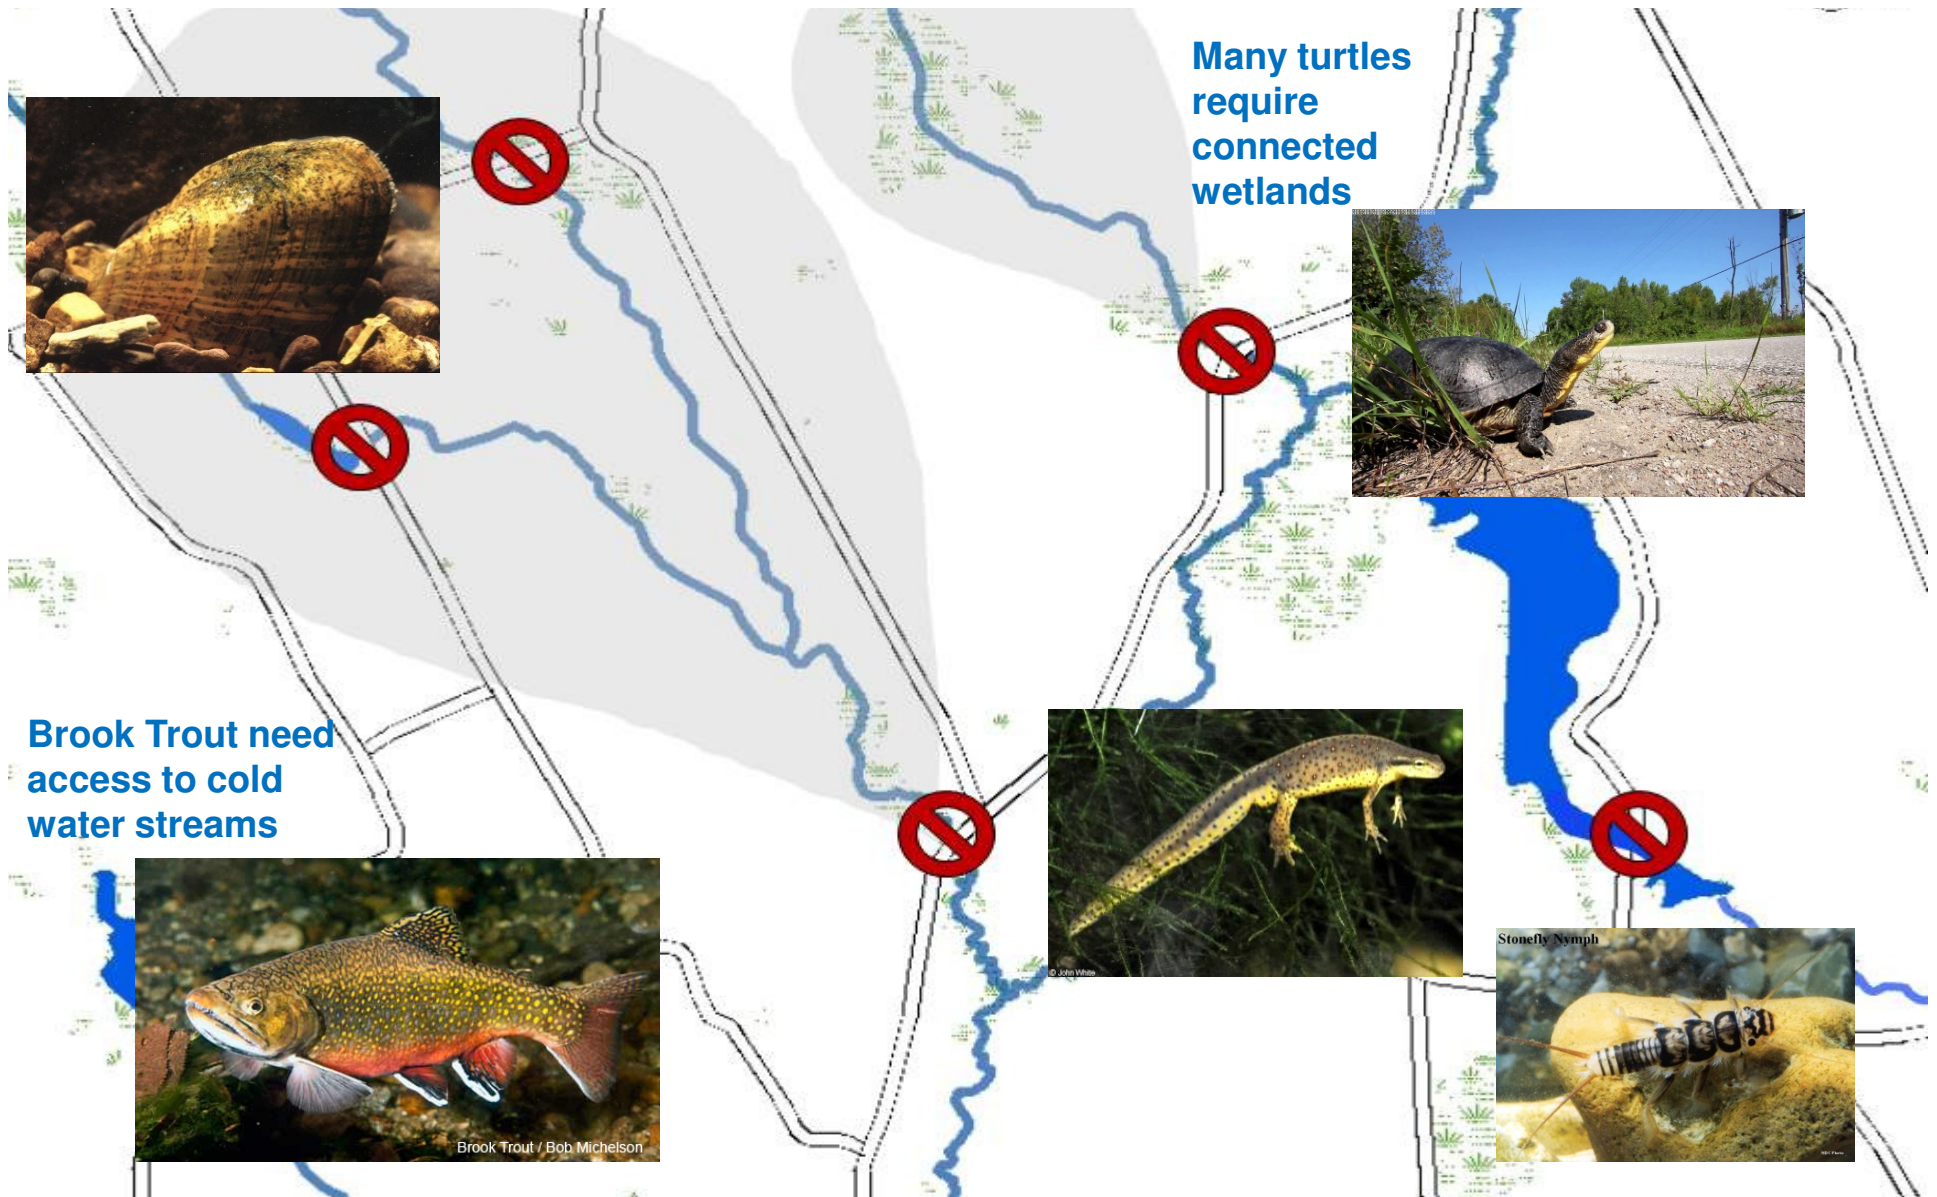 Many turtles
require
connected
wetlands
Brook Trout need
access to cold
water streams
© John White
Stonefly Nymph
Brook Trout / Bob Michelson